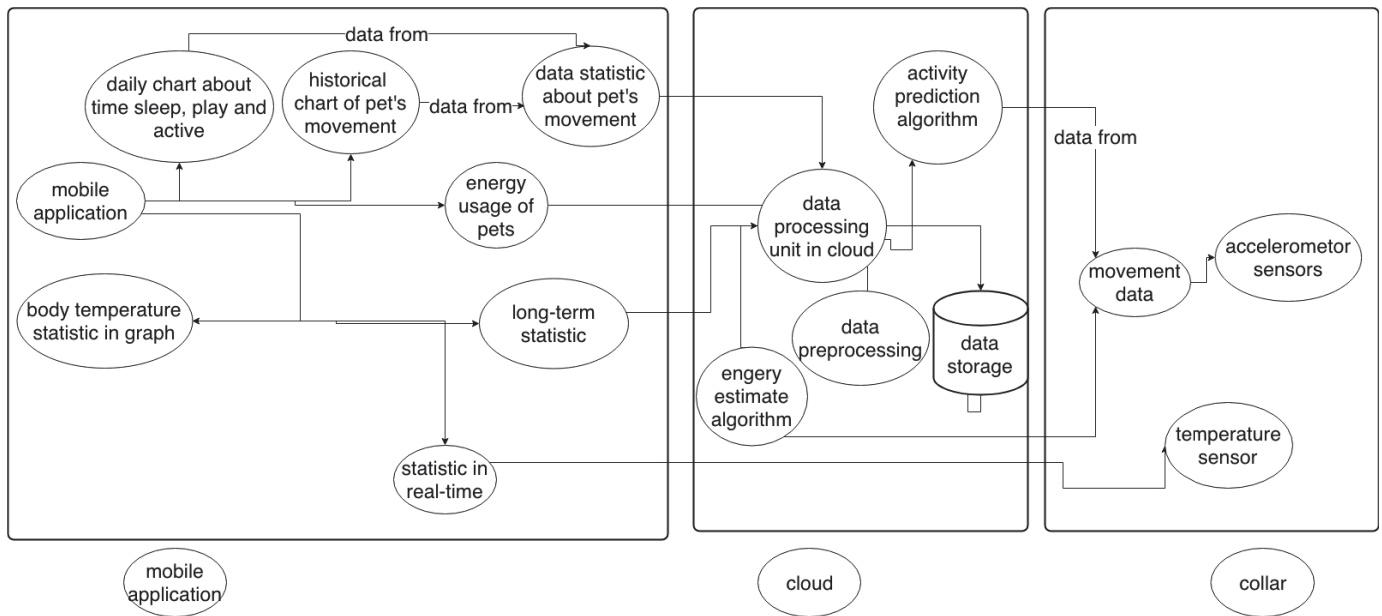 data from
daily chart about
time sleep, play and
active
historical
chart of pet's
movement
data from
data statistic
about pet's
movement
mobile
application
energy
usage of
pets
body temperature
statistic in graph
long-term
statistic
statistic in
real-time
activity
prediction
algorithm
data
processing
unit in cloud
data
preprocessing
data
storage
engery
estimate
algorithm
data from
movement
data
accelerometor
sensors
temperature
sensor
mobile
application
cloud
collar